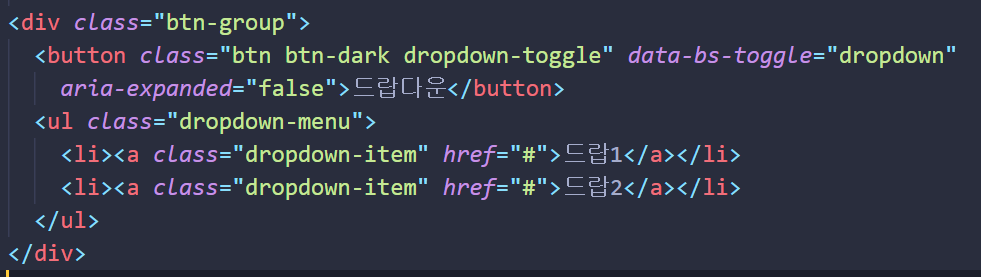 <div class="btn-group">
<button class="btn btn-dark dropdown-toggle" data-bs-toggle="dropdown"
aria-expanded="false">드랍다운</button>
<ul class="dropdown-menu">
<li><a class="dropdown-item" href="#">드랍1</a></li>
<li><a class="dropdown-item" href="#">드랍2</a></li>
</ul>
</div>